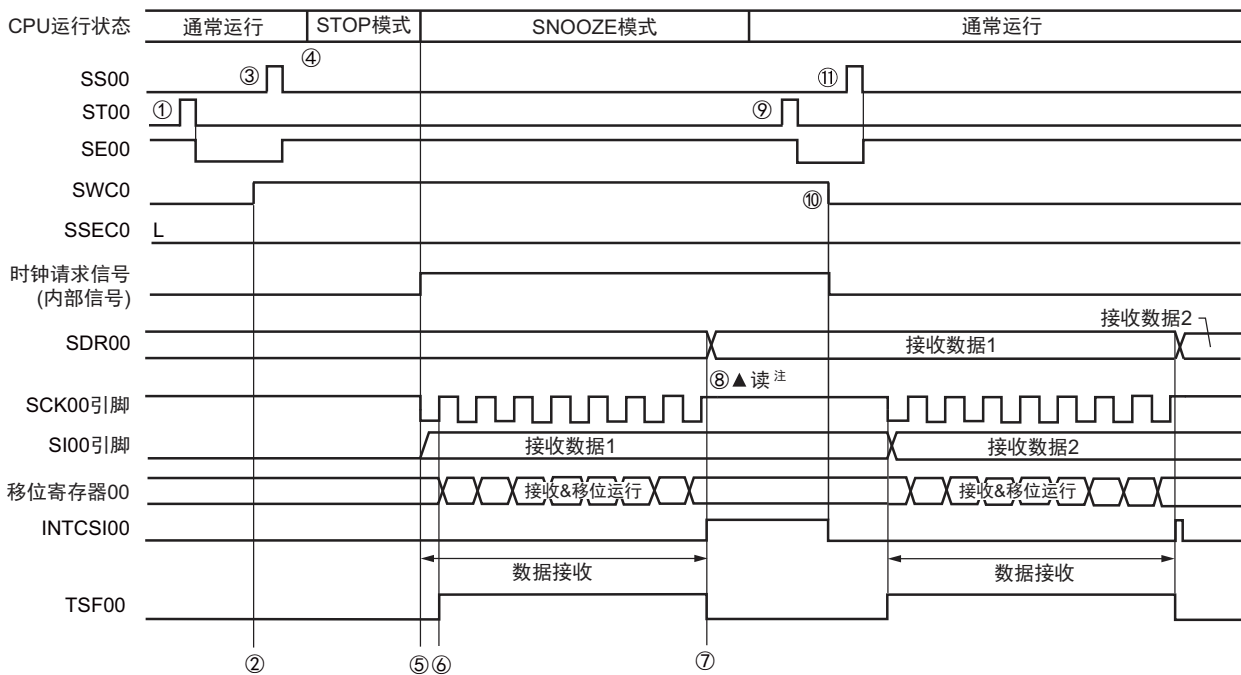 CPU运行状态 通常运行 STOP模式 SNOOZE模式 通常运行
④
SS00 ③ ⑪
ST00 ① ⑨
SE00
SWC0 ⑩
SSEC0 L
时钟请求信号
(内部信号)
接收数据2
SDR00 接收数据1
⑧▲读注
SCK00引脚
SI00引脚 接收数据1 接收数据2
移位寄存器00 接收&移位运行 接收&移位运行
INTCSI00
数据接收 数据接收
TSF00
② ⑤⑥ ⑦